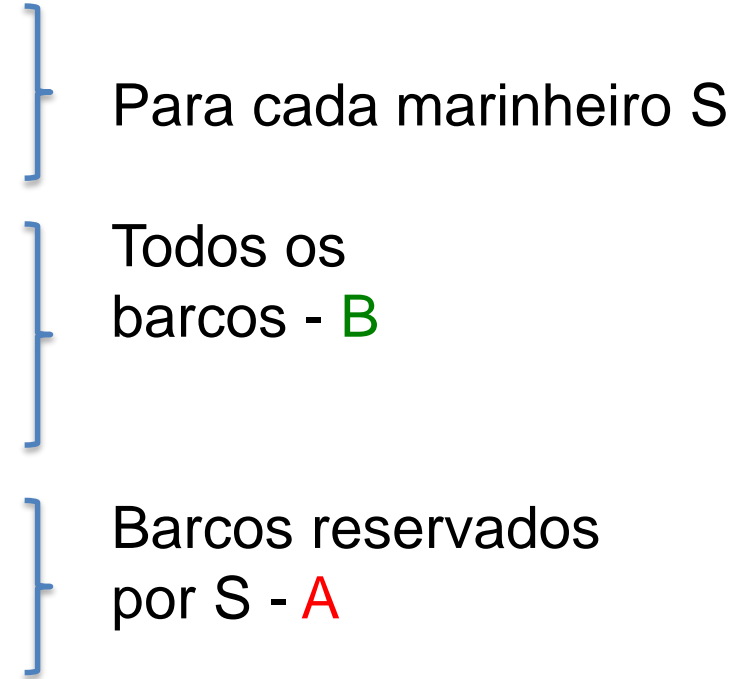 Para cada marinheiro S
Todos os
barcos - B
Barcos reservados
por S - A